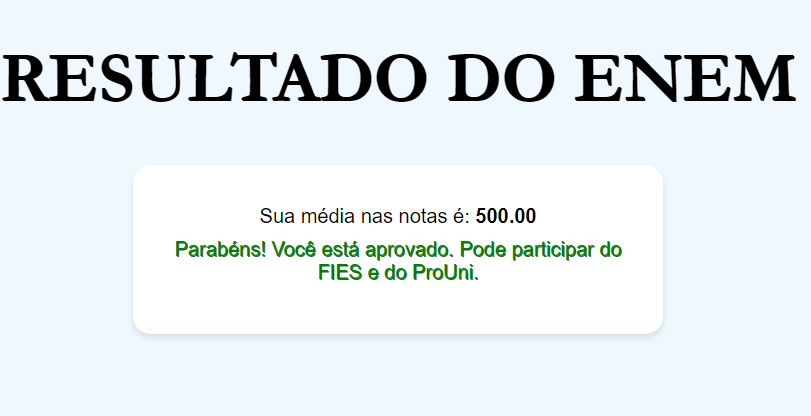 RESULTADO DO ENEM
Sua média nas notas é: 500.00
Parabéns! Você está aprovado. Pode participar do
FIES e do ProUni.